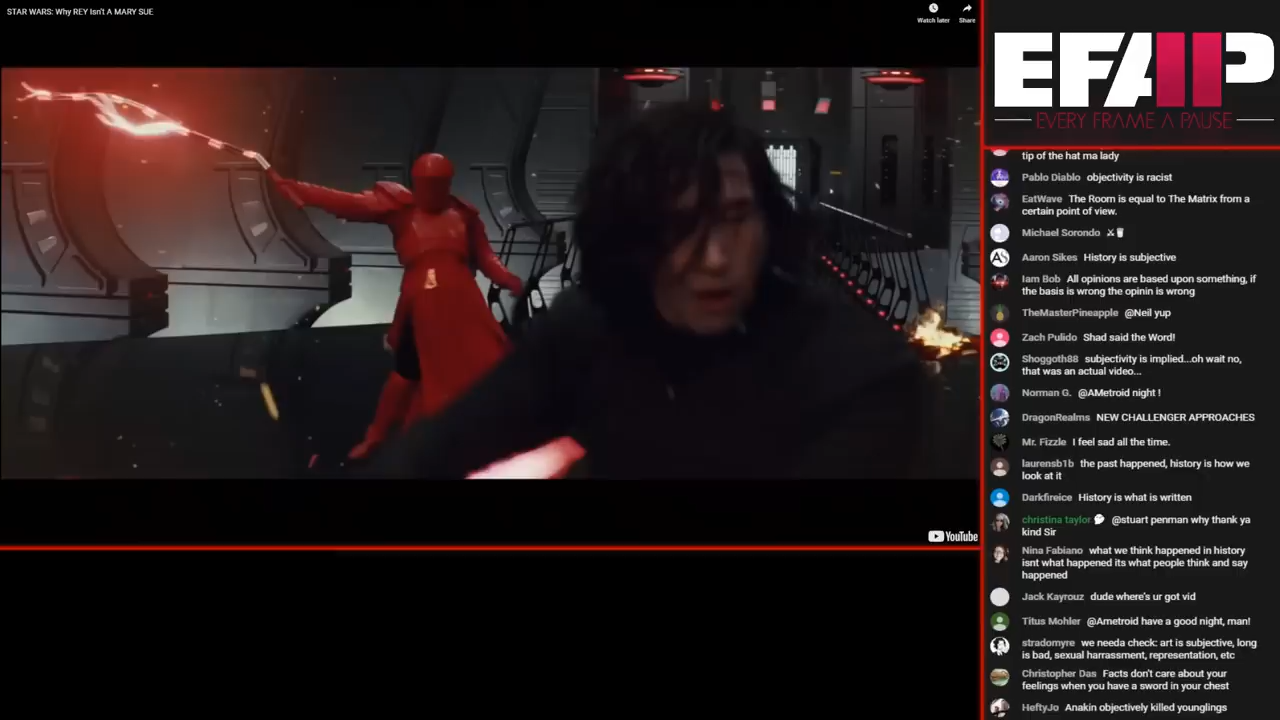 STAR WARS: Why REY Isn't A MARY SUE
Watch later
Share
YouTube
EFAP
EVERY FRAME A PAUSE
tip of the hat ma lady
Pablo Diablo objectivity is racist
EatWave The Room is equal to The Matrix from a
certain point of view.
Michael Sorondo
Aaron Sikes History is subjective
Iam Bob All opinions are based upon something, if
the basis is wrong the opinin is wrong
TheMasterPineapple @Neil yup
Zach Pulido Shad said the Word!
Shoggoth88 subjectivity is implied...oh wait no,
that was an actual video...
Norman G. @AMetroid night !
DragonRealms NEW CHALLENGER APPROACHES
Mr. Fizzle I feel sad all the time.
laurensb1b the past happened, history is how we
look at it
Darkfireice History is what is written
christina taylor @stuart penman why thank ya
kind Sir
Nina Fabiano what we think happened in history
isnt what happened its what people think and say
happened
Jack Kayrouz dude where's ur got vid
Titus Mohler @Ametroid have a good night, man!
stradomyre we needa check: art is subjective, long
is bad, sexual harrassment, representation, etc
Christopher Das Facts don't care about your
feelings when you have a sword in your chest
HeftyJo Anakin objectively killed younglings